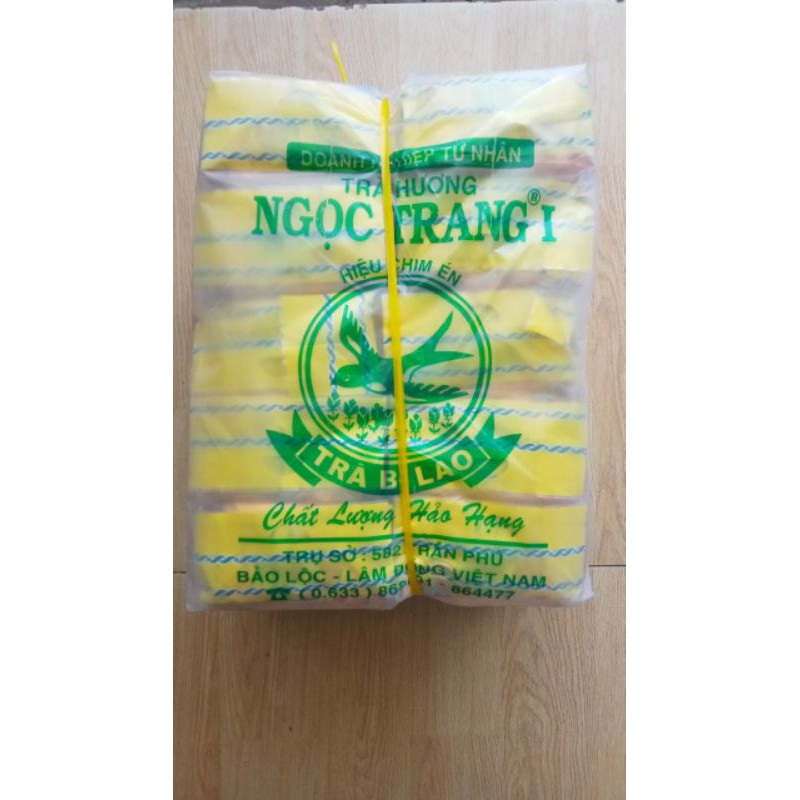 DOANH NGHIỆP TƯ NHÂN
TRÀ HƯƠNG
NGỌC TRANG I ®
HIỆU CHIM ÉN
TRÀ B'LAO
Chất Lượng Hảo Hạng
TRỤ SỞ : 582 TRẦN PHÚ
BẢO LỘC - LÂM ĐỒNG VIỆT NAM
☎ ( 0.633 ) - 864477